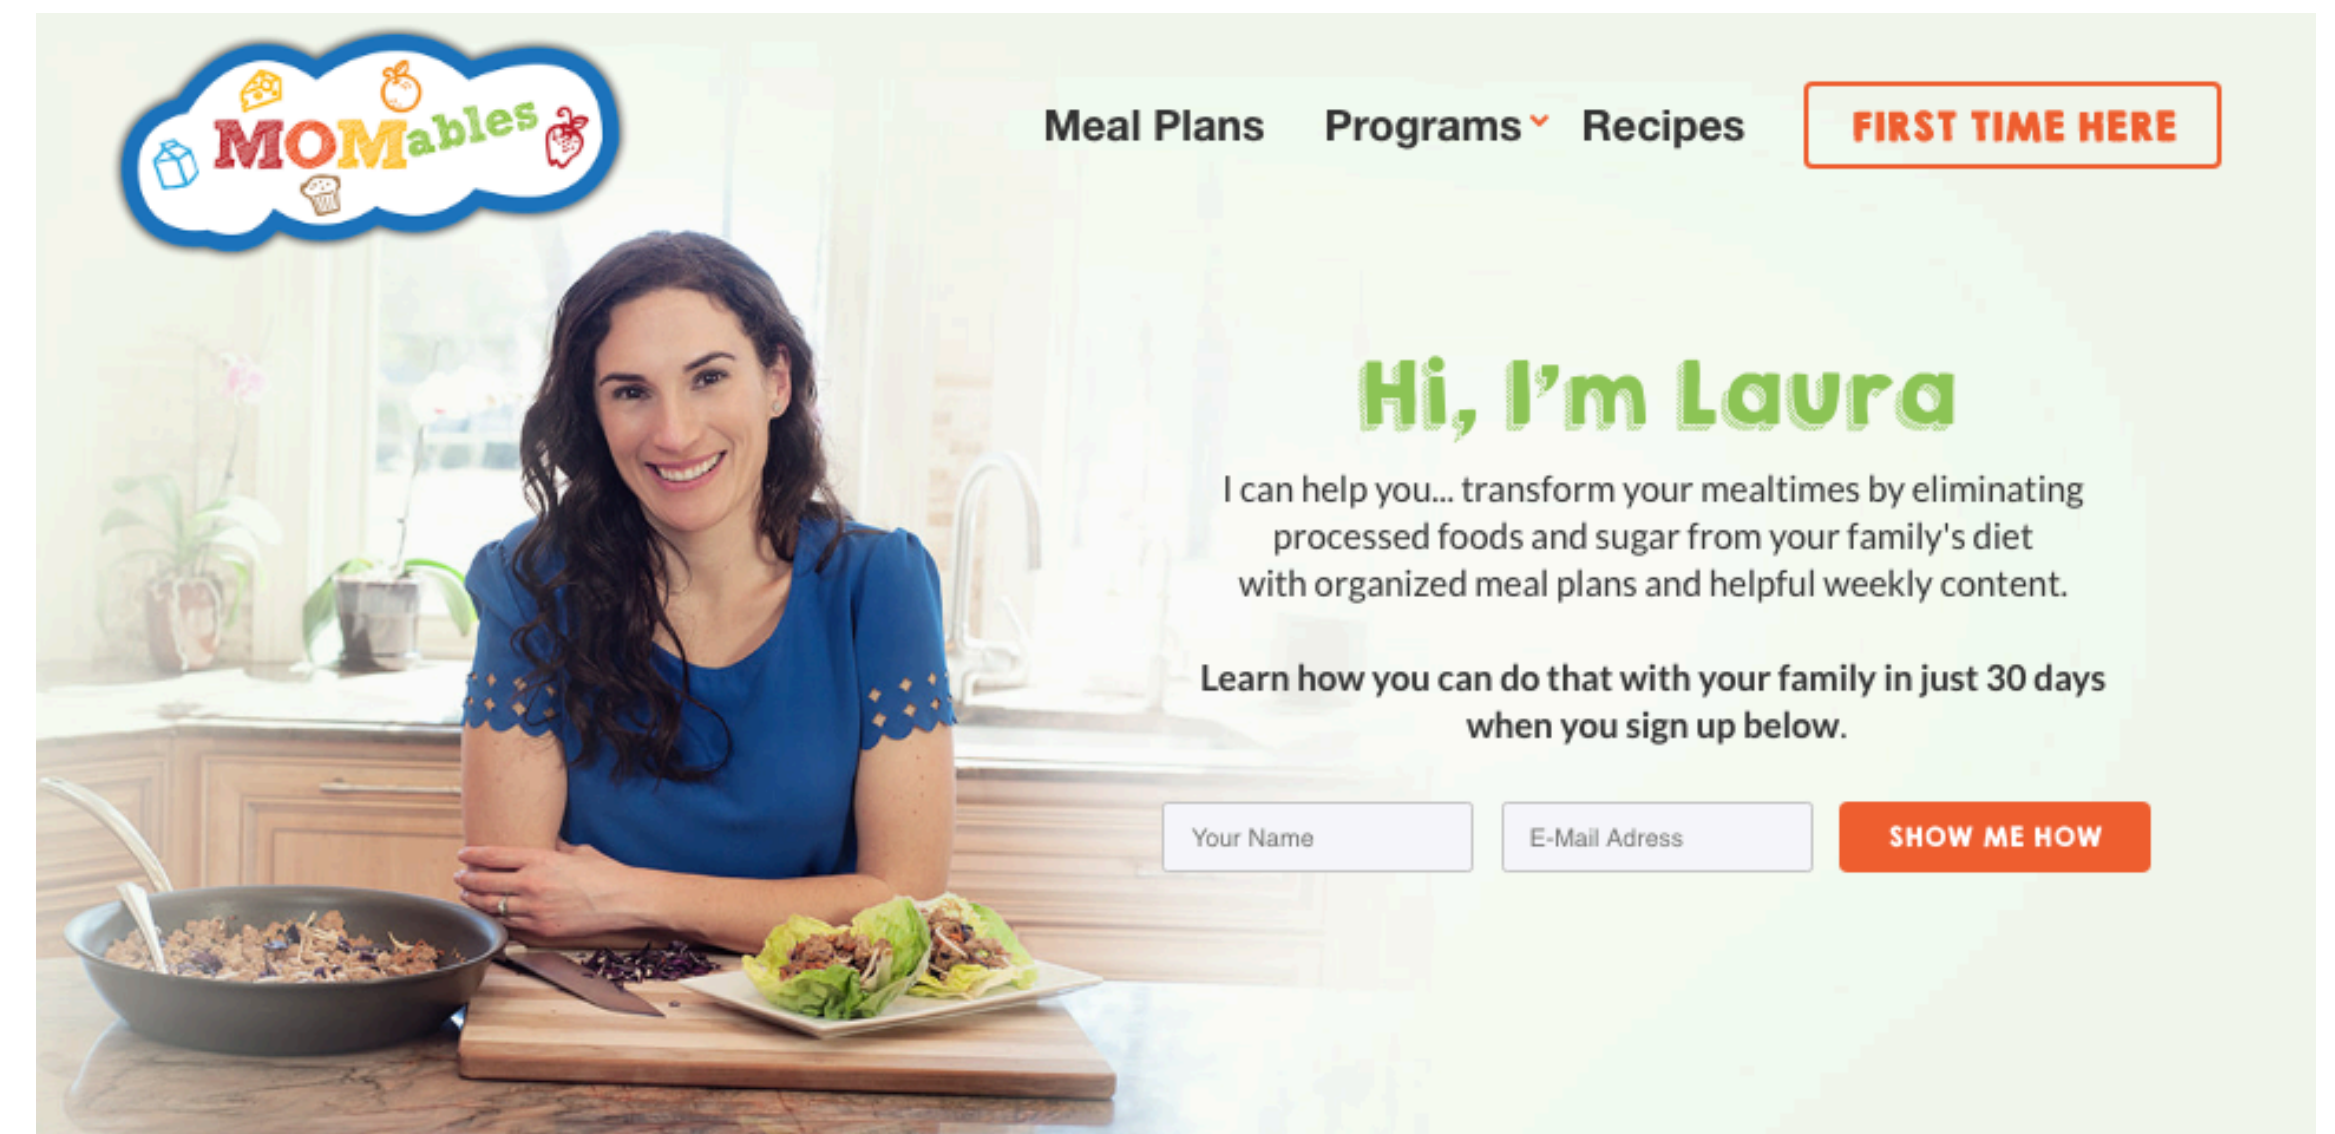 MOMables
Meal Plans Programs Recipes FIRST TIME HERE
Hi, I'm Laura
I can help you... transform your mealtimes by eliminating
processed foods and sugar from your family's diet
with organized meal plans and helpful weekly content.
Learn how you can do that with your family in just 30 days
when you sign up below.
Your Name E-Mail Adress SHOW ME HOW